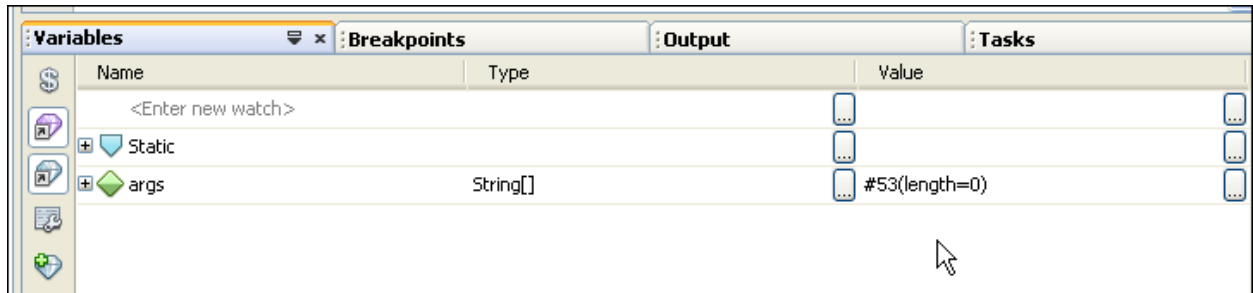 Variables Breakpoints Output Tasks
Name Type Value
<Enter new watch>
Static
args String[] #53(length=0)